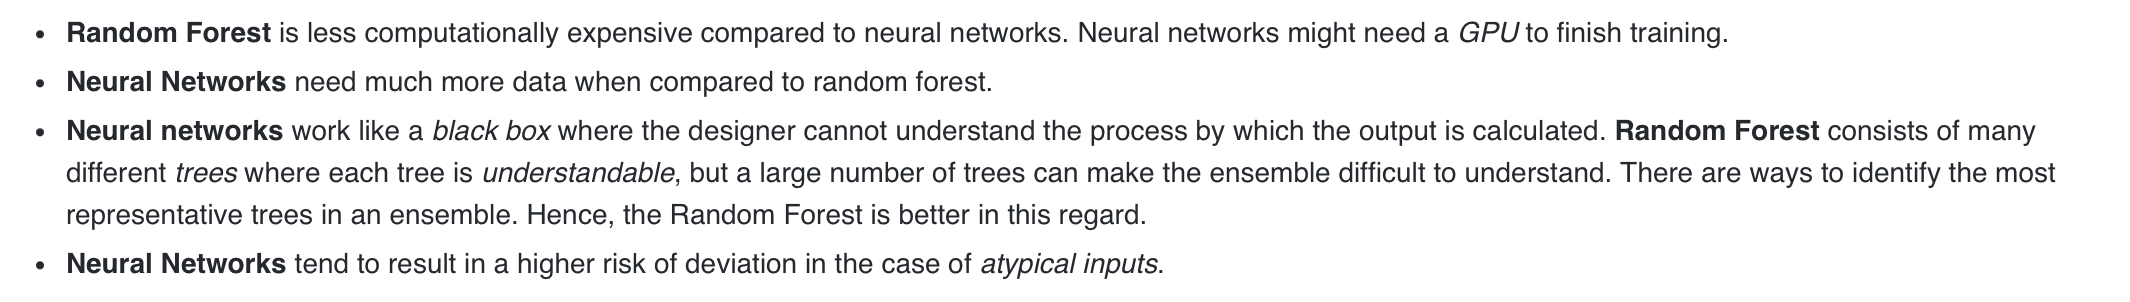 • Random Forest is less computationally expensive compared to neural networks. Neural networks might need a GPU to finish training.
• Neural Networks need much more data when compared to random forest.
• Neural networks work like a black box where the designer cannot understand the process by which the output is calculated. Random Forest consists of many
different trees where each tree is understandable, but a large number of trees can make the ensemble difficult to understand. There are ways to identify the most
representative trees in an ensemble. Hence, the Random Forest is better in this regard.
• Neural Networks tend to result in a higher risk of deviation in the case of atypical inputs.